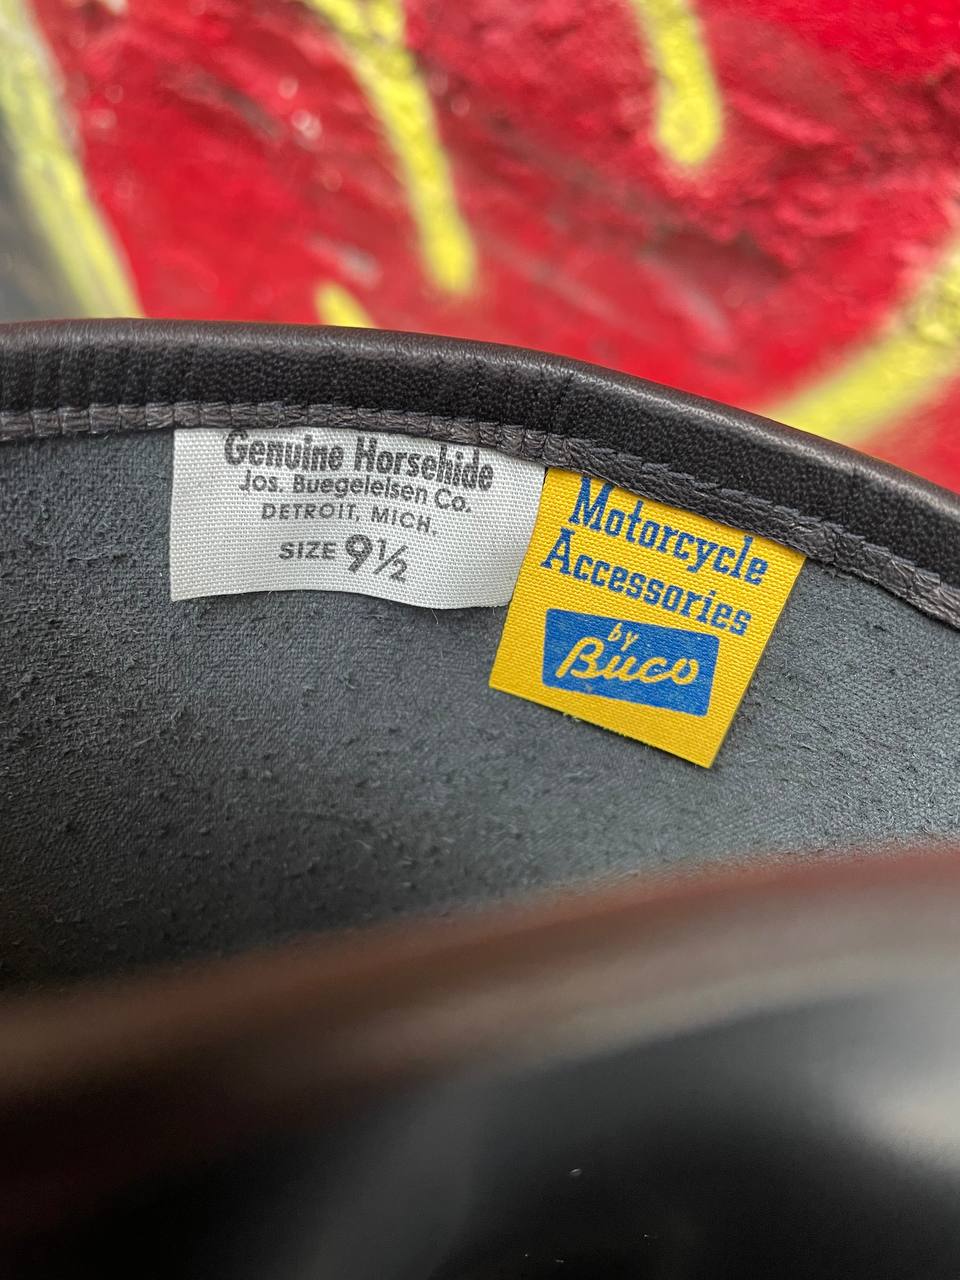 Genuine Horsehide
Jos. Buegeleisen Co.
DETROIT, MICH.
SIZE 9½
Motorcycle
Accessories
by
Buco